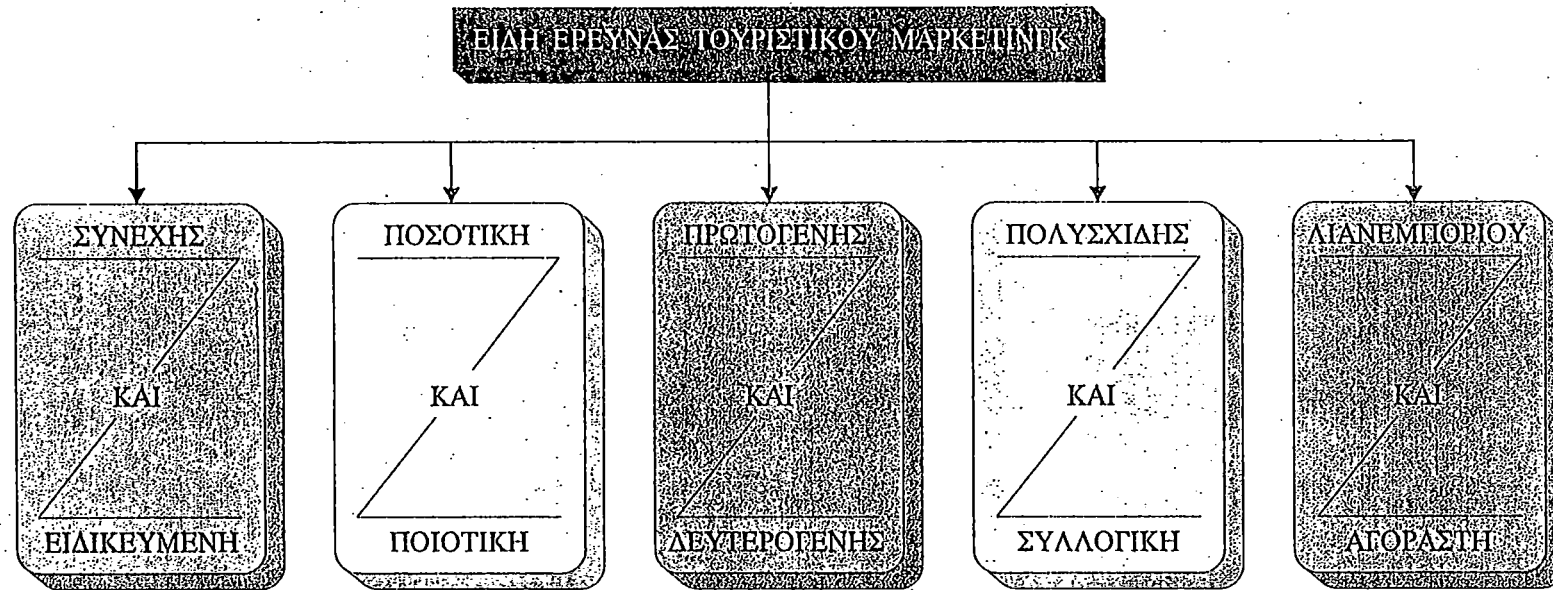 ΕΙΔΗ ΕΡΕΥΝΑΣ ΤΟΥΡΙΣΤΙΚΟΥ ΜΑΡΚΕΤΙΝΓΚ
ΣΥΝΕΧΗΣ
ΚΑΙ
ΕΙΔΙΚΕΥΜΕΝΗ
ΠΟΣΟΤΙΚΗ
ΚΑΙ
ΠΟΙΟΤΙΚΗ
ΠΡΩΤΟΓΕΝΗΣ
ΚΑΙ
ΔΕΥΤΕΡΟΓΕΝΗΣ
ΠΟΛΥΣΧΙΔΗΣ
ΚΑΙ
ΣΥΛΛΟΓΙΚΗ
ΛΙΑΝΕΜΠΟΡΙΟΥ
ΚΑΙ
ΑΓΟΡΑΣΤΗ